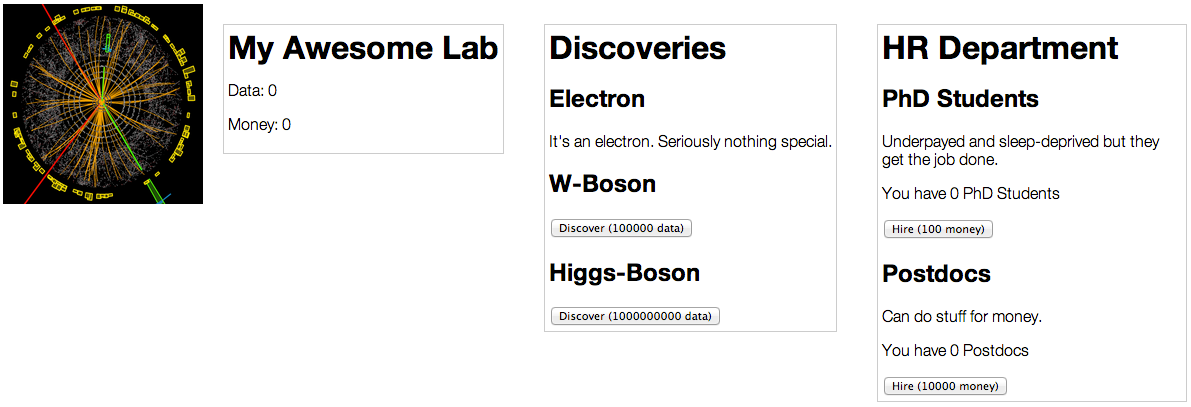 My Awesome Lab
Data: 0
Money: 0
Discoveries
Electron
It's an electron. Seriously nothing special.
W-Boson
Discover (100000 data)
Higgs-Boson
Discover (1000000000 data)
HR Department
PhD Students
Underpayed and sleep-deprived but they
get the job done.
You have 0 PhD Students
Hire (100 money)
Postdocs
Can do stuff for money.
You have 0 Postdocs
Hire (10000 money)